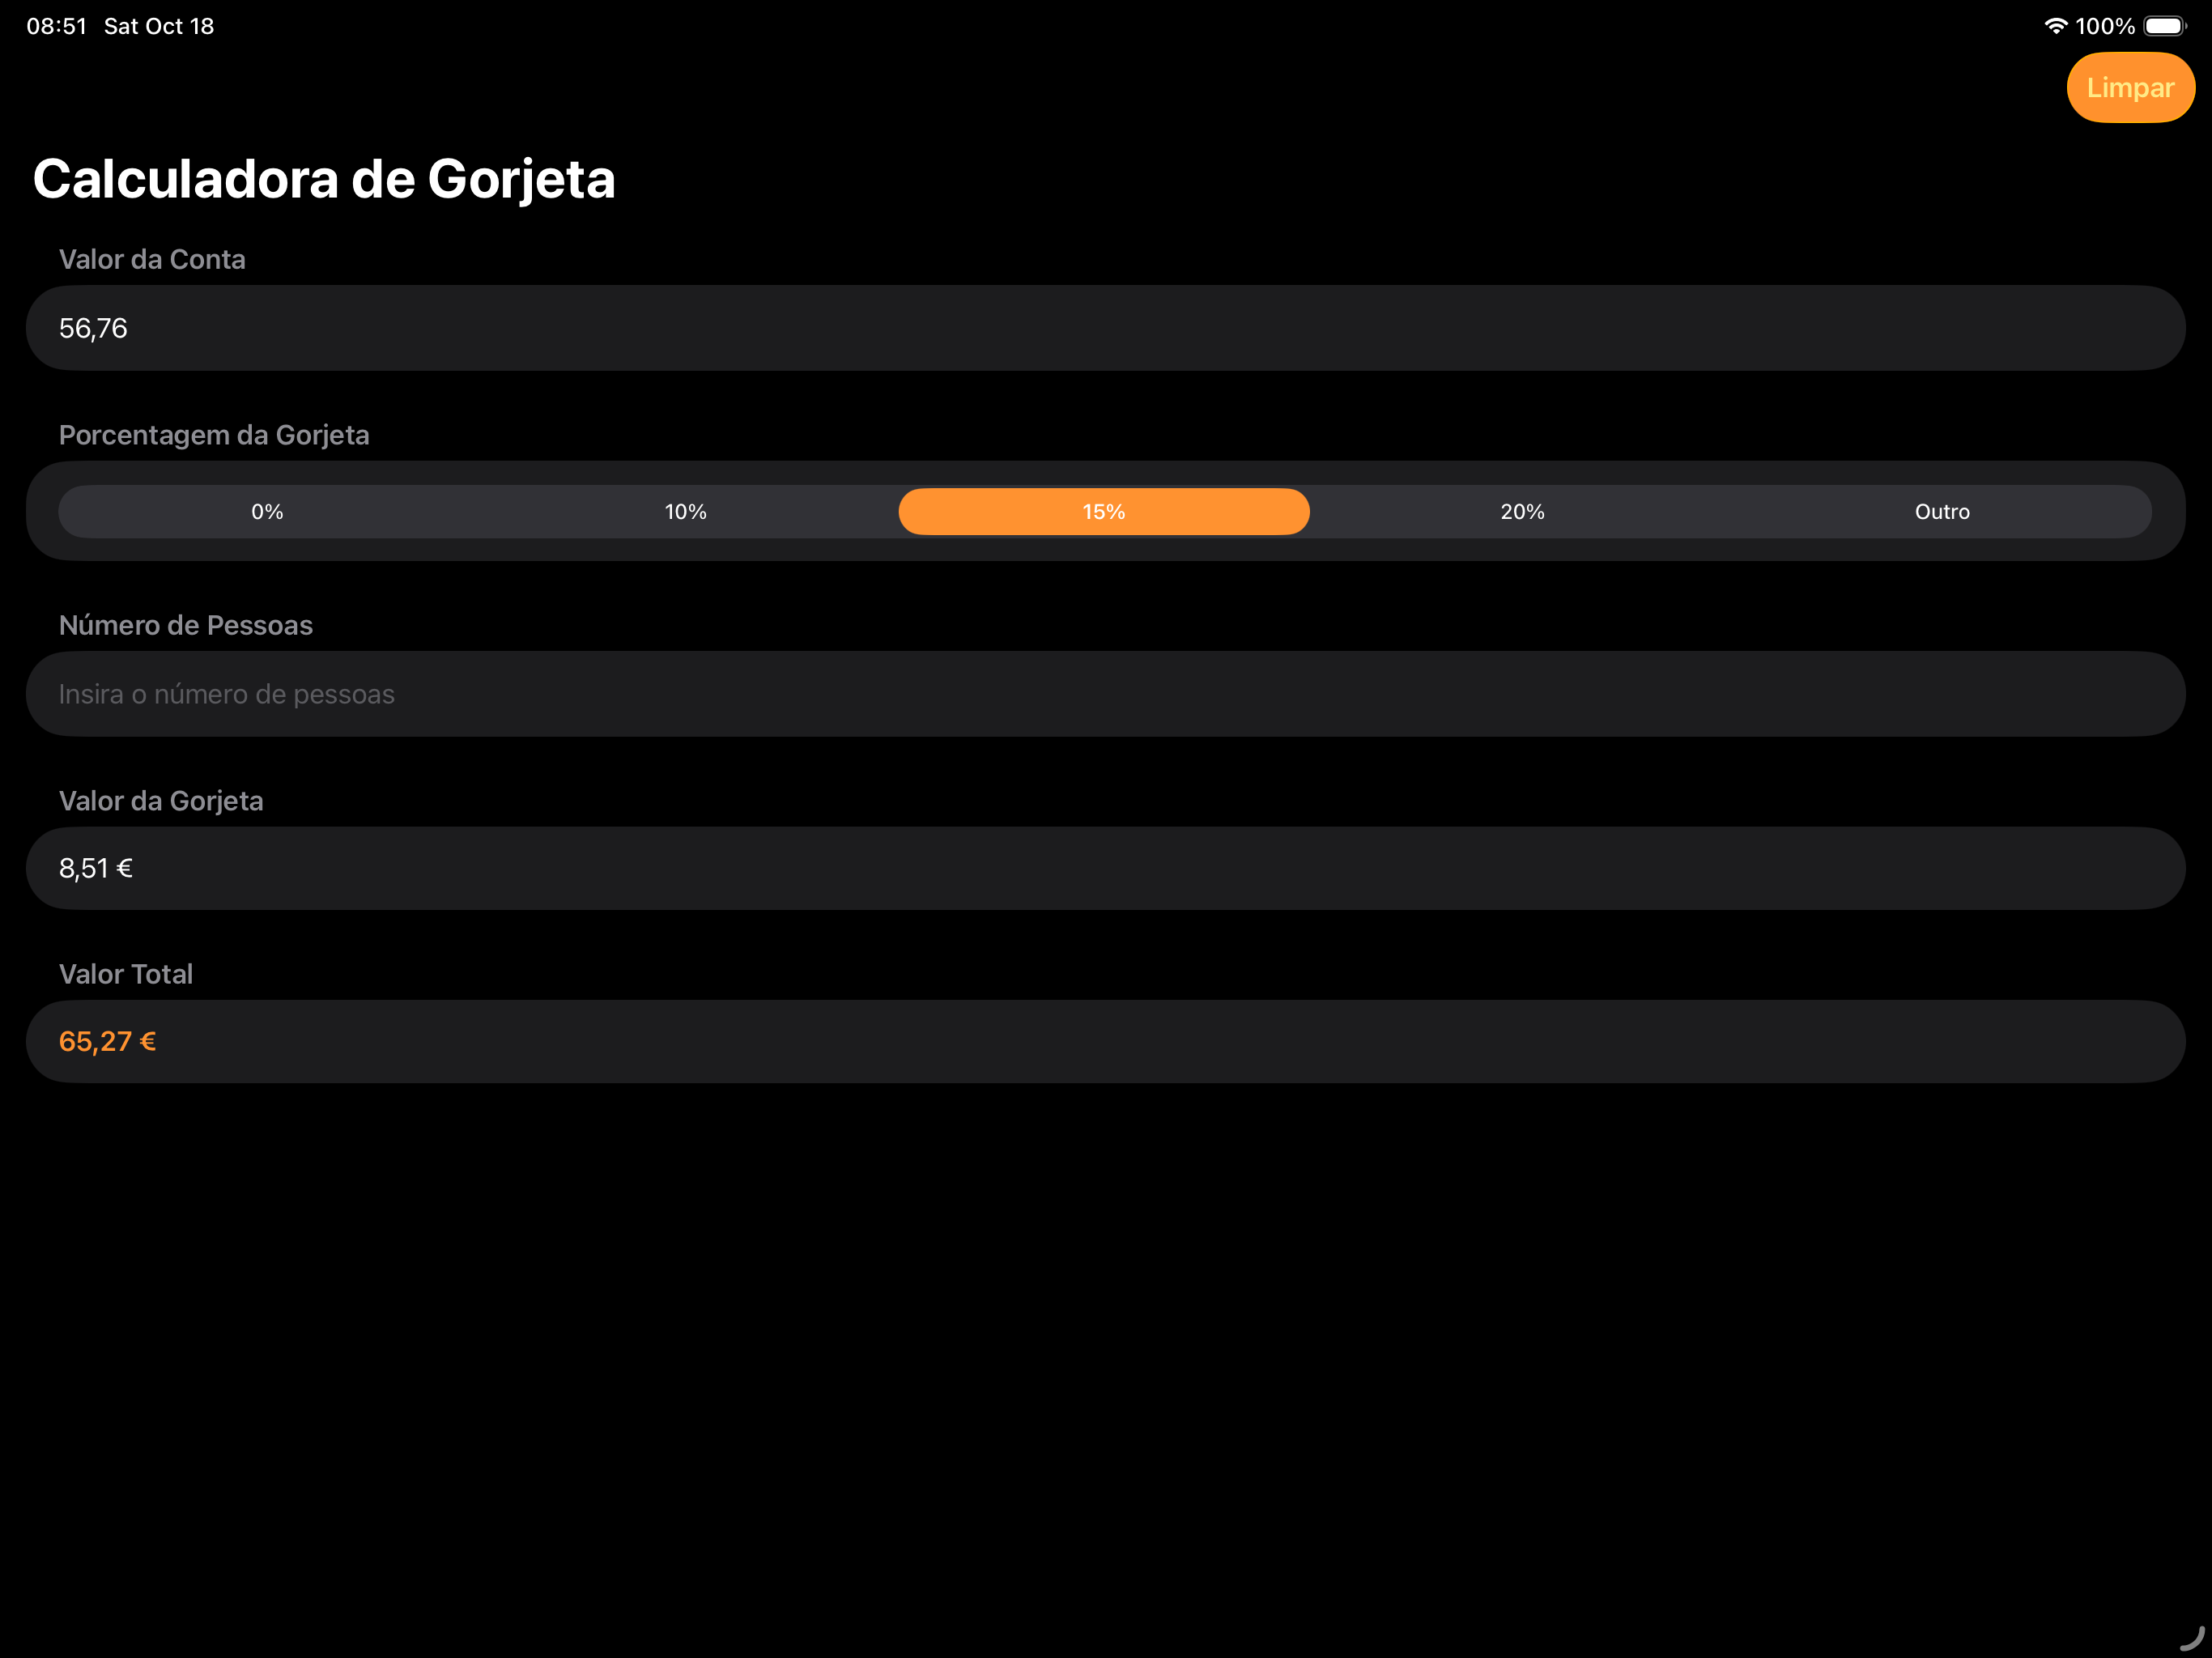 08:51 Sat Oct 18
100%
Limpar
Calculadora de Gorjeta
Valor da Conta
56,76
Porcentagem da Gorjeta
0% 10% 15% 20% Outro
Número de Pessoas
Insira o número de pessoas
Valor da Gorjeta
8,51 €
Valor Total
65,27 €